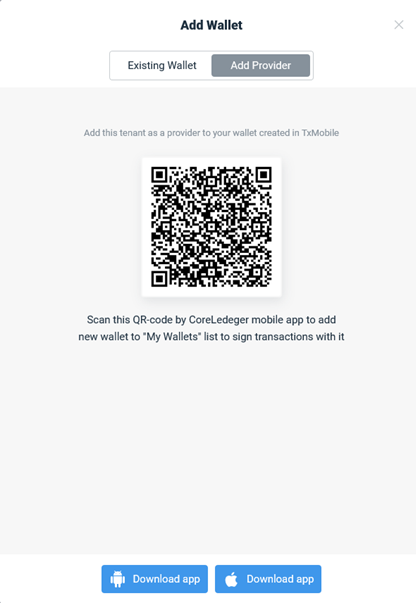 Add Wallet
Existing Wallet
Add Provider
Add this tenant as a provider to your wallet created in TxMobile
Scan this QR-code by CoreLedeger mobile app to add
new wallet to "My Wallets" list to sign transactions with it
Download app
Download app